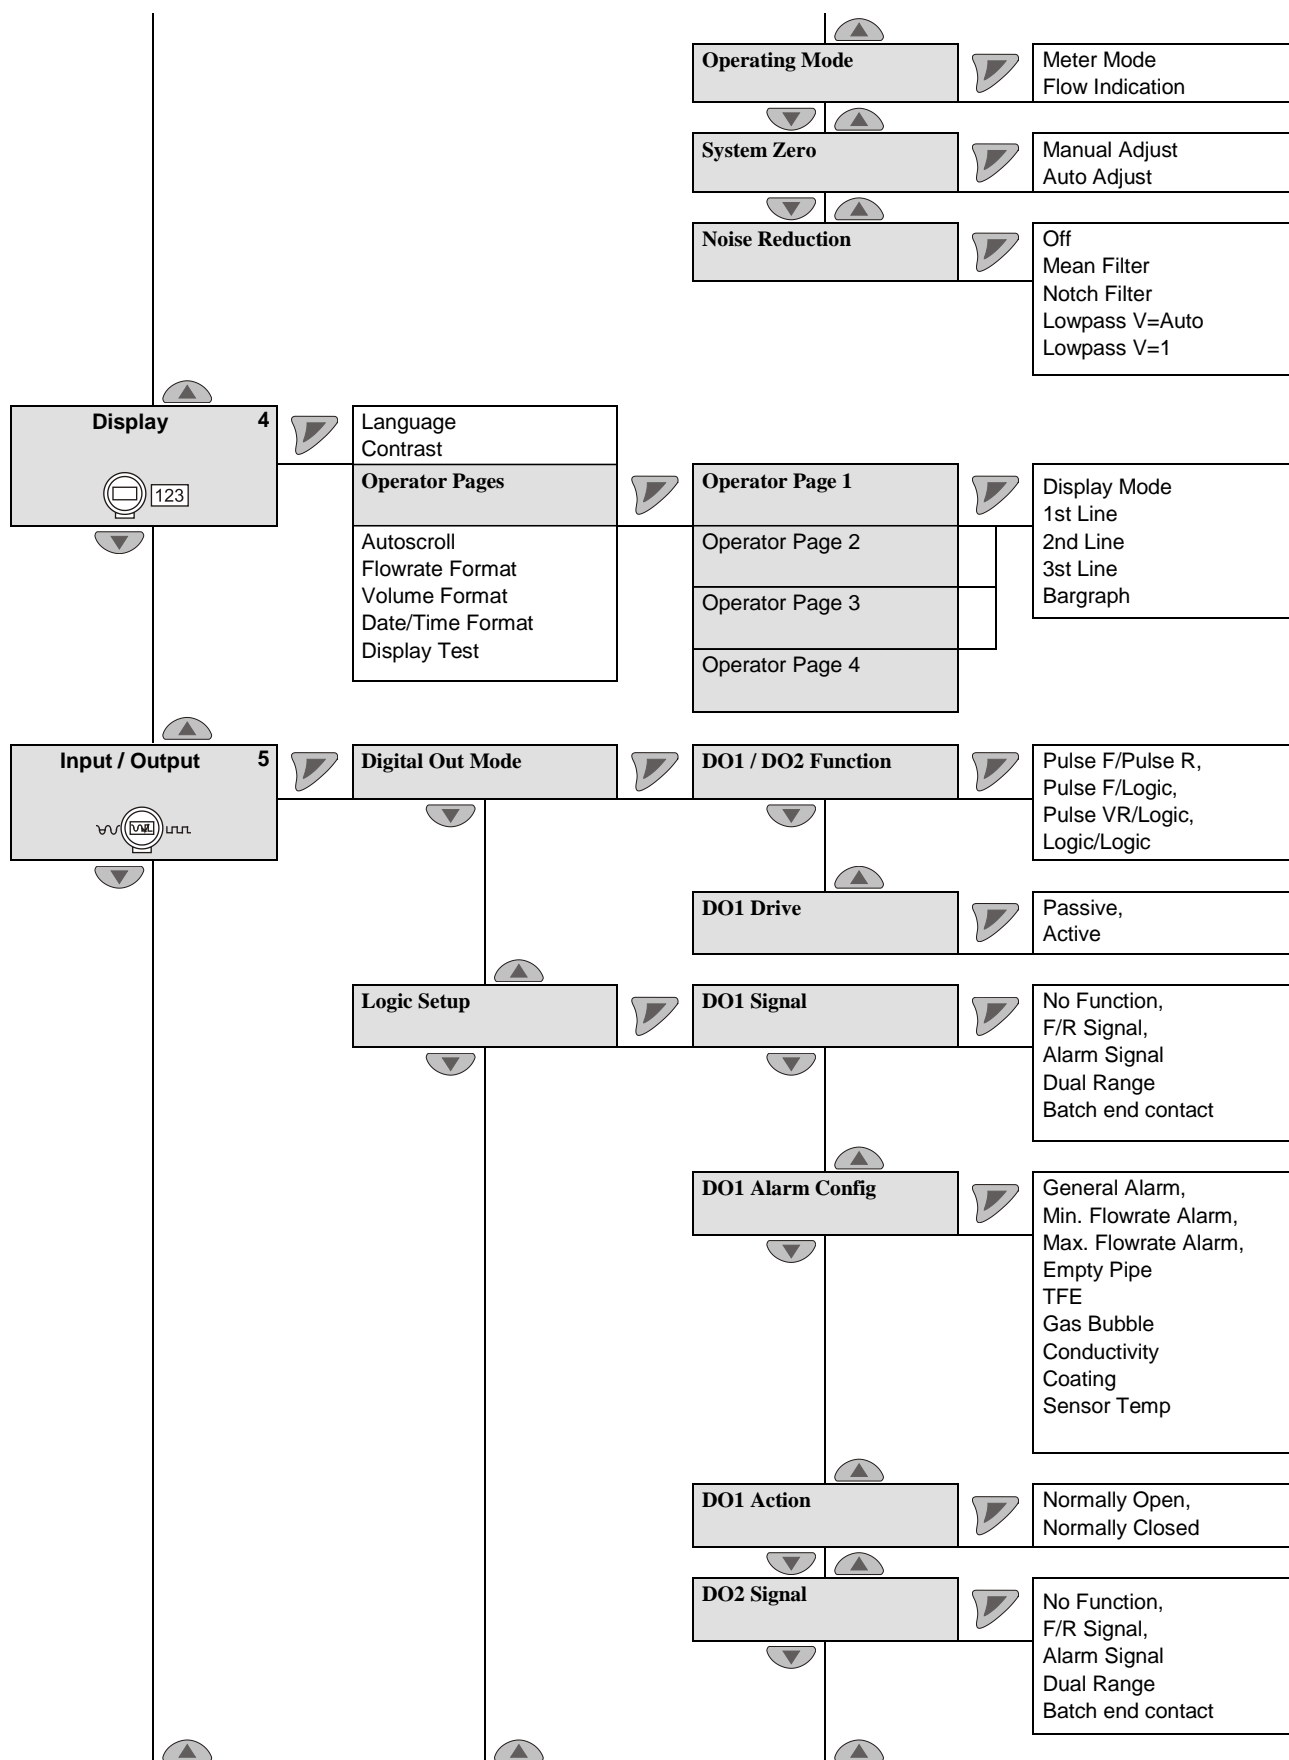 Operating Mode
Meter Mode
Flow Indication
System Zero
Manual Adjust
Auto Adjust
Noise Reduction
Off
Mean Filter
Notch Filter
Lowpass V=Auto
Lowpass V=1
Display 4
123
Language
Contrast
Operator Pages
Autoscroll
Flowrate Format
Volume Format
Date/Time Format
Display Test
Operator Page 1
Operator Page 2
Operator Page 3
Operator Page 4
Display Mode
1st Line
2nd Line
3st Line
Bargraph
Input / Output 5
Digital Out Mode
DO1 / DO2 Function
Pulse F/Pulse R,
Pulse F/Logic,
Pulse VR/Logic,
Logic/Logic
DO1 Drive
Passive,
Active
Logic Setup
DO1 Signal
No Function,
F/R Signal,
Alarm Signal
Dual Range
Batch end contact
DO1 Alarm Config
General Alarm,
Min. Flowrate Alarm,
Max. Flowrate Alarm,
Empty Pipe
TFE
Gas Bubble
Conductivity
Coating
Sensor Temp
DO1 Action
Normally Open,
Normally Closed
DO2 Signal
No Function,
F/R Signal,
Alarm Signal
Dual Range
Batch end contact